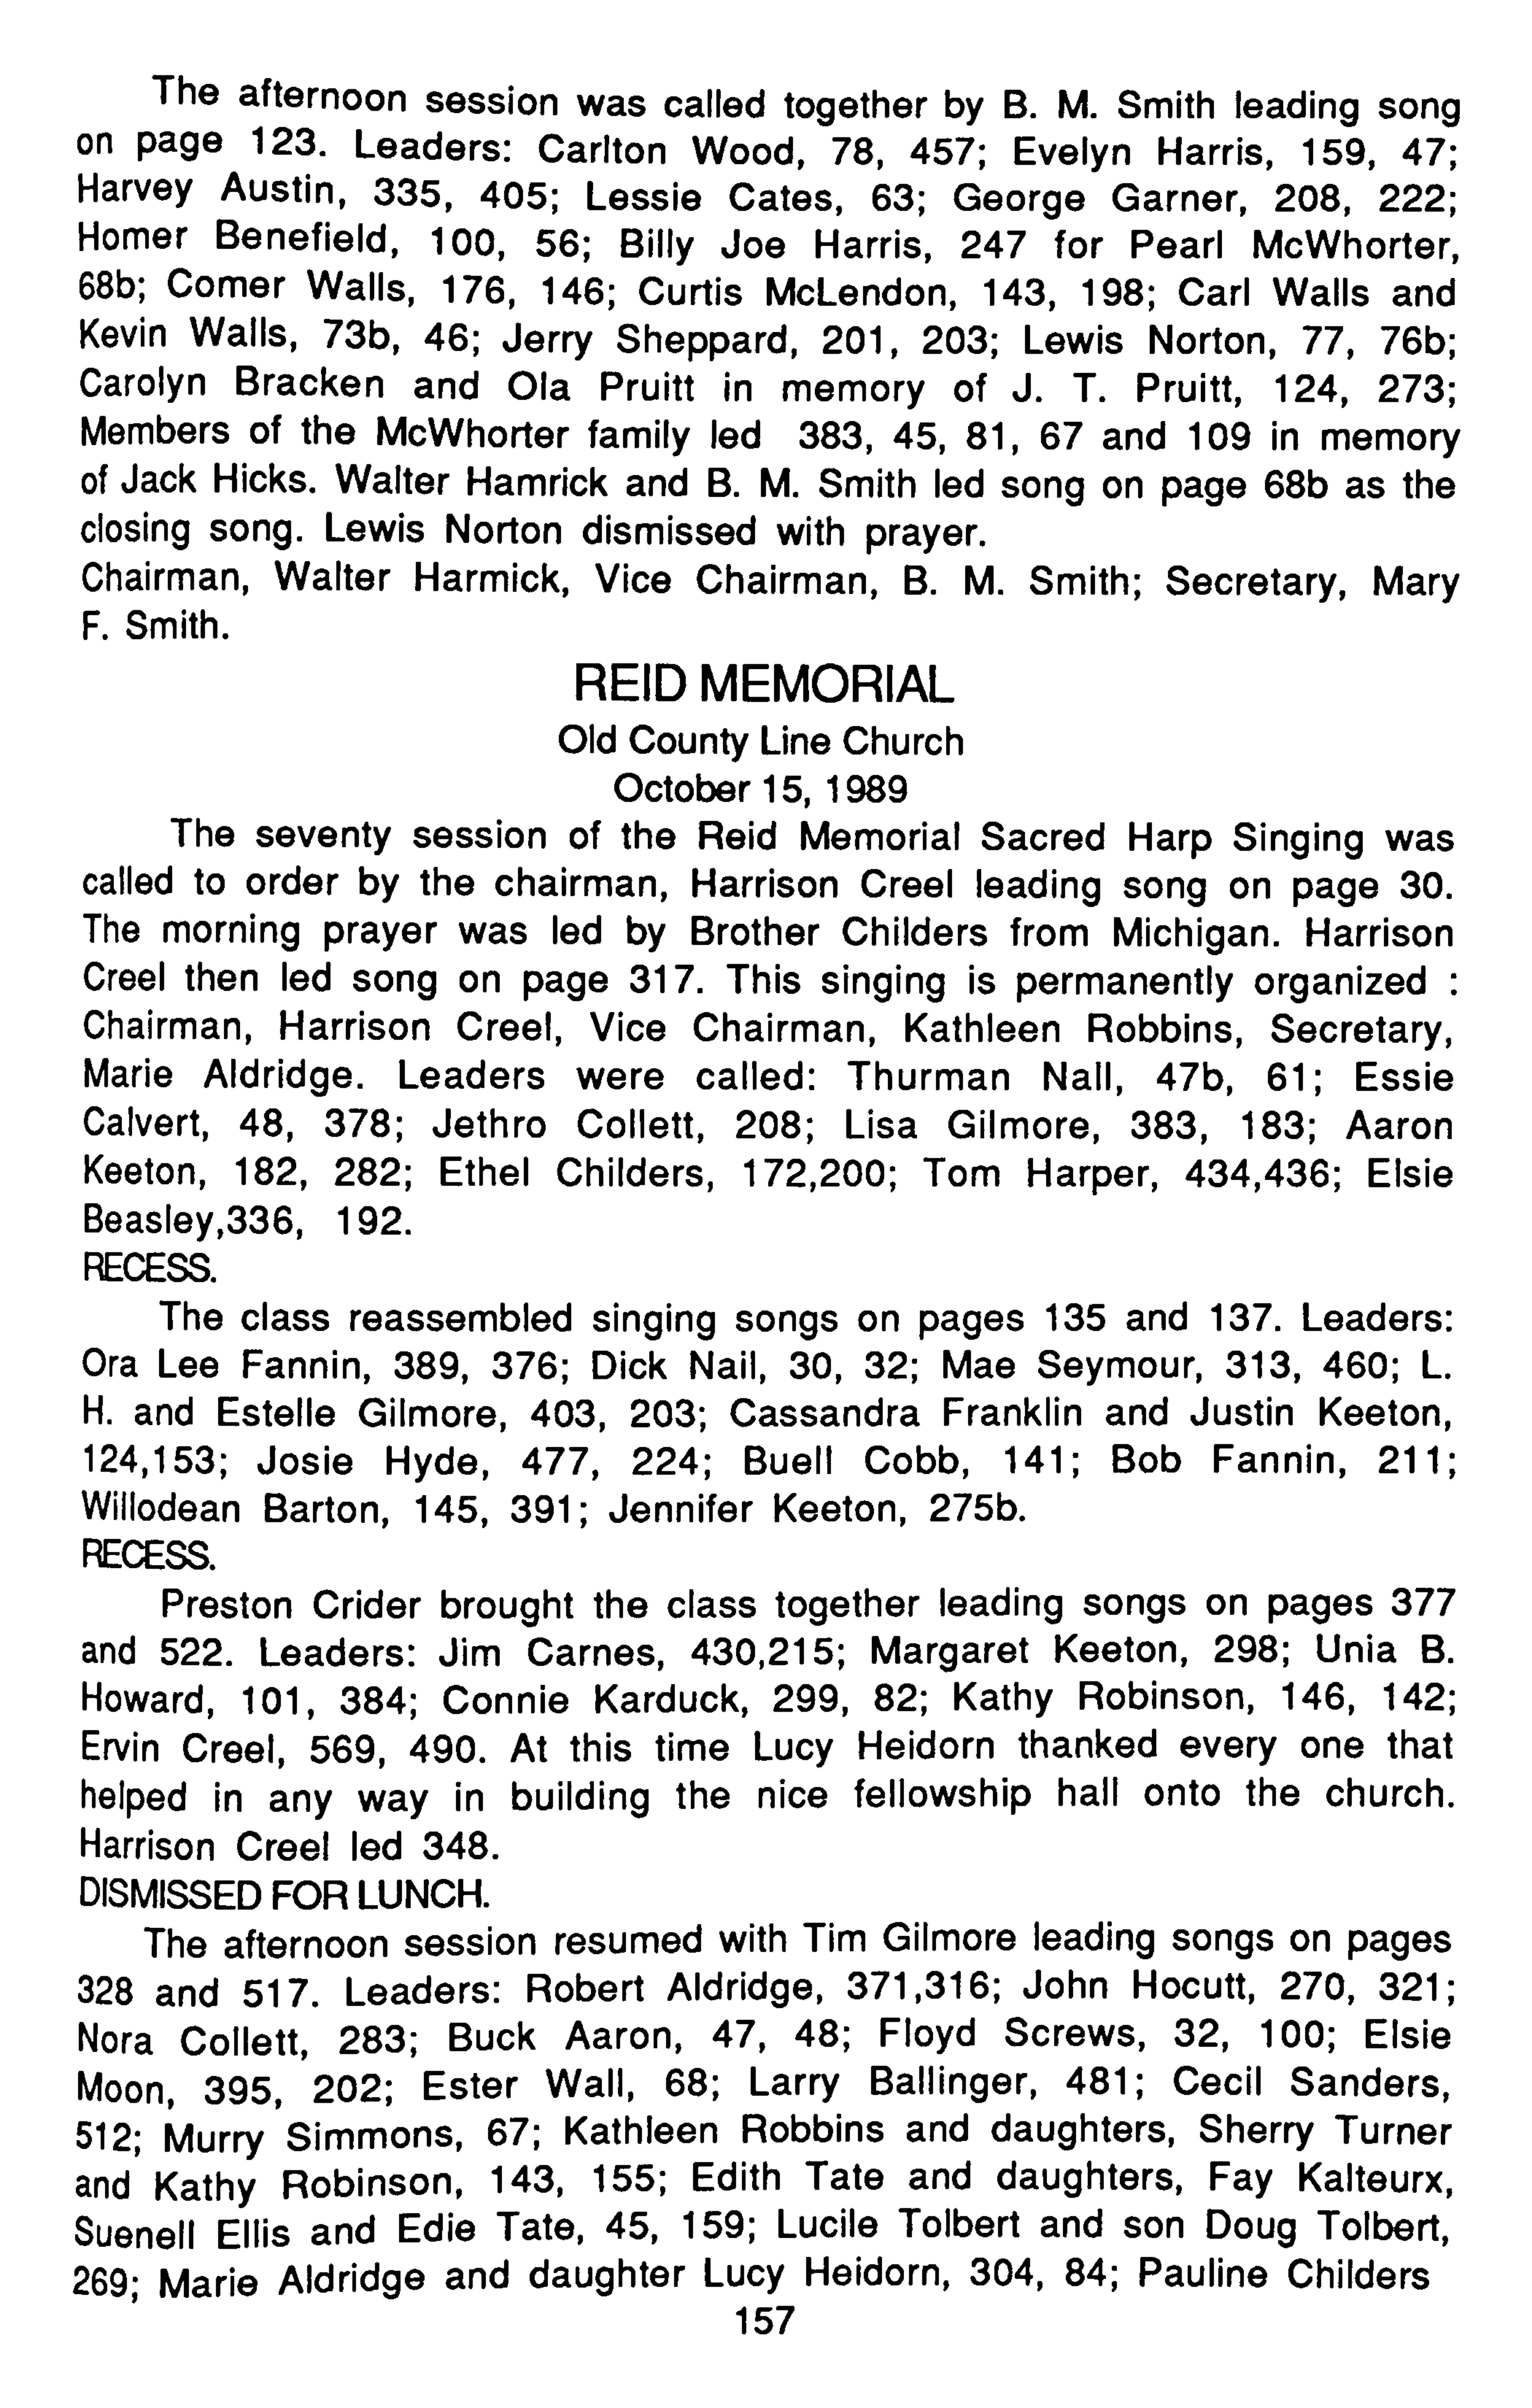 The afternoon session was called together by B. M. Smith leading song
on page 123. Leaders: Carlton Wood, 78, 457; Evelyn Harris, 159, 47;
Harvey Austin, 335, 405; Lessie Cates, 63; George Garner, 208, 222;
Homer Benefield, 100, 56; Billy Joe Harris, 247 for Pearl McWhorter,
68b; Comer Walls, 176, 146; Curtis McLendon, 143, 198; Carl Walls and
Kevin Walls, 73b, 46; Jerry Sheppard, 201, 203; Lewis Norton, 77, 76b;
Carolyn Bracken and Ola Pruitt in memory of J. T. Pruitt, 124, 273;
Members of the McWhorter family led 383, 45, 81, 67 and 109 in memory
of Jack Hicks. Walter Hamrick and B. M. Smith led song on page 68b as the
closing song. Lewis Norton dismissed with prayer.
Chairman, Walter Harmick, Vice Chairman, B. M. Smith; Secretary, Mary
F. Smith.
REID MEMORIAL
Old County Line Church
October 15, 1989
The seventy session of the Reid Memorial Sacred Harp Singing was
called to order by the chairman, Harrison Creel leading song on page 30.
The morning prayer was led by Brother Childers from Michigan. Harrison
Creel then led song on page 317. This singing is permanently organized :
Chairman, Harrison Creel, Vice Chairman, Kathleen Robbins, Secretary,
Marie Aldridge. Leaders were called: Thurman Nall, 47b, 61; Essie
Calvert, 48, 378; Jethro Collett, 208; Lisa Gilmore, 383, 183; Aaron
Keeton, 182, 282; Ethel Childers, 172,200; Tom Harper, 434,436; Elsie
Beasley,336, 192.
RECESS.
The class reassembled singing songs on pages 135 and 137. Leaders:
Ora Lee Fannin, 389, 376; Dick Nail, 30, 32; Mae Seymour, 313, 460; L.
H. and Estelle Gilmore, 403, 203; Cassandra Franklin and Justin Keeton,
124,153; Josie Hyde, 477, 224; Buell Cobb, 141; Bob Fannin, 211;
Willodean Barton, 145, 391; Jennifer Keeton, 275b.
RECESS.
Preston Crider brought the class together leading songs on pages 377
and 522. Leaders: Jim Carnes, 430,215; Margaret Keeton, 298; Unia B.
Howard, 101, 384; Connie Karduck, 299, 82; Kathy Robinson, 146, 142;
Ervin Creel, 569, 490. At this time Lucy Heidorn thanked every one that
helped in any way in building the nice fellowship hall onto the church.
Harrison Creel led 348.
DISMISSED FOR LUNCH.
The afternoon session resumed with Tim Gilmore leading songs on pages
328 and 517. Leaders: Robert Aldridge, 371,316; John Hocutt, 270, 321;
Nora Collett, 283; Buck Aaron, 47, 48; Floyd Screws, 32, 100; Elsie
Moon, 395, 202; Ester Wall, 68; Larry Ballinger, 481; Cecil Sanders,
512; Murry Simmons, 67; Kathleen Robbins and daughters, Sherry Turner
and Kathy Robinson, 143, 155; Edith Tate and daughters, Fay Kalteurx,
Suenell Ellis and Edie Tate, 45, 159; Lucile Tolbert and son Doug Tolbert,
269; Marie Aldridge and daughter Lucy Heidorn, 304, 84; Pauline Childers
157